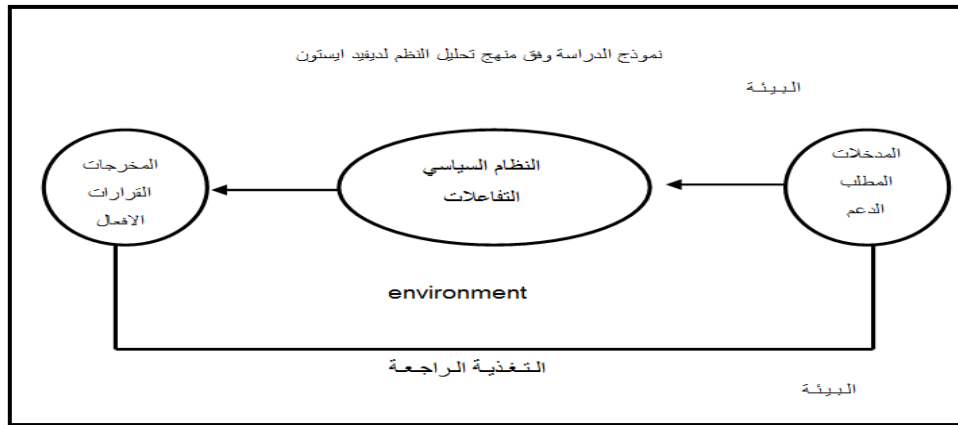 نموذج الدراسة وفق منهج تحليل النظم لديفيد ايستون
البيئة
المدخلات
المطلب
الدعم
النظام السياسي
التفاعلات
المخرجات
القرارات
الافعال
environment
التغذية الراجعة
البيئة